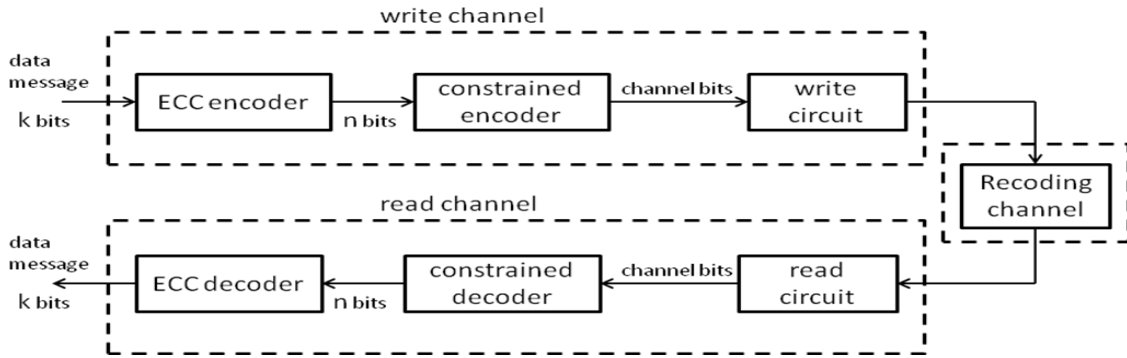 write channel
data
message
k bits
ECC encoder
n bits
constrained
encoder
channel bits
write
circuit
Recoding
channel
read channel
data
message
k bits
ECC decoder
n bits
constrained
decoder
channel bits
read
circuit